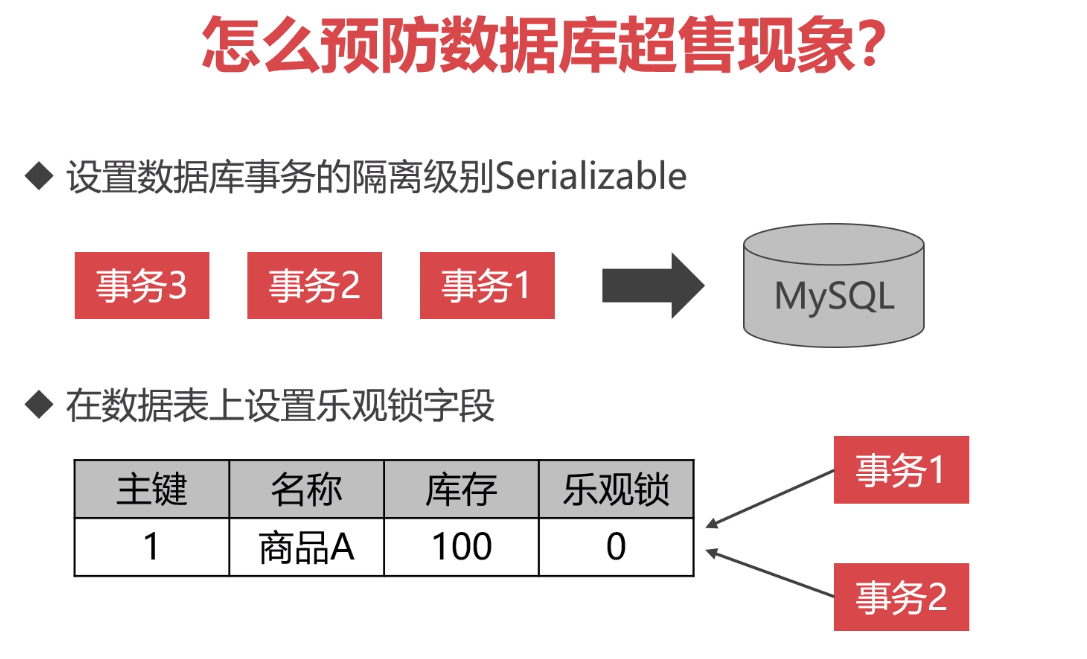 怎么预防数据库超售现象？
◆ 设置数据库事务的隔离级别Serializable
事务3 事务2 事务1 MySQL
◆ 在数据表上设置乐观锁字段
事务1
主键 名称 库存 乐观锁
1 商品A 100 0
事务2